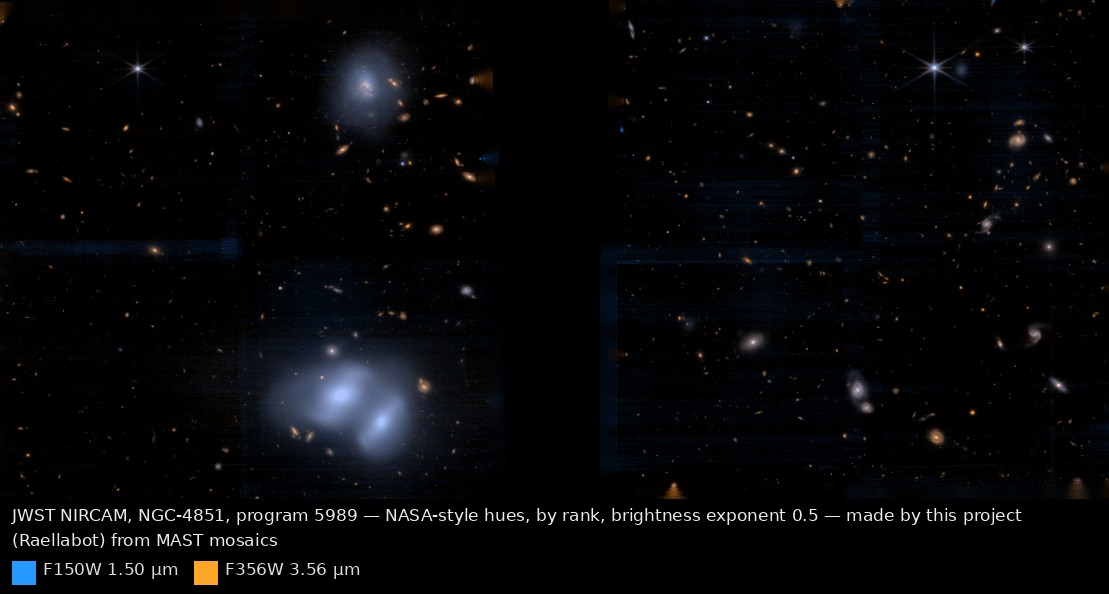 JWST NIRCAM, NGC-4851, program 5989 — NASA-style hues, by rank, brightness exponent 0.5 — made by this project
(Raellabot) from MAST mosaics
F150W 1.50 µm F356W 3.56 µm